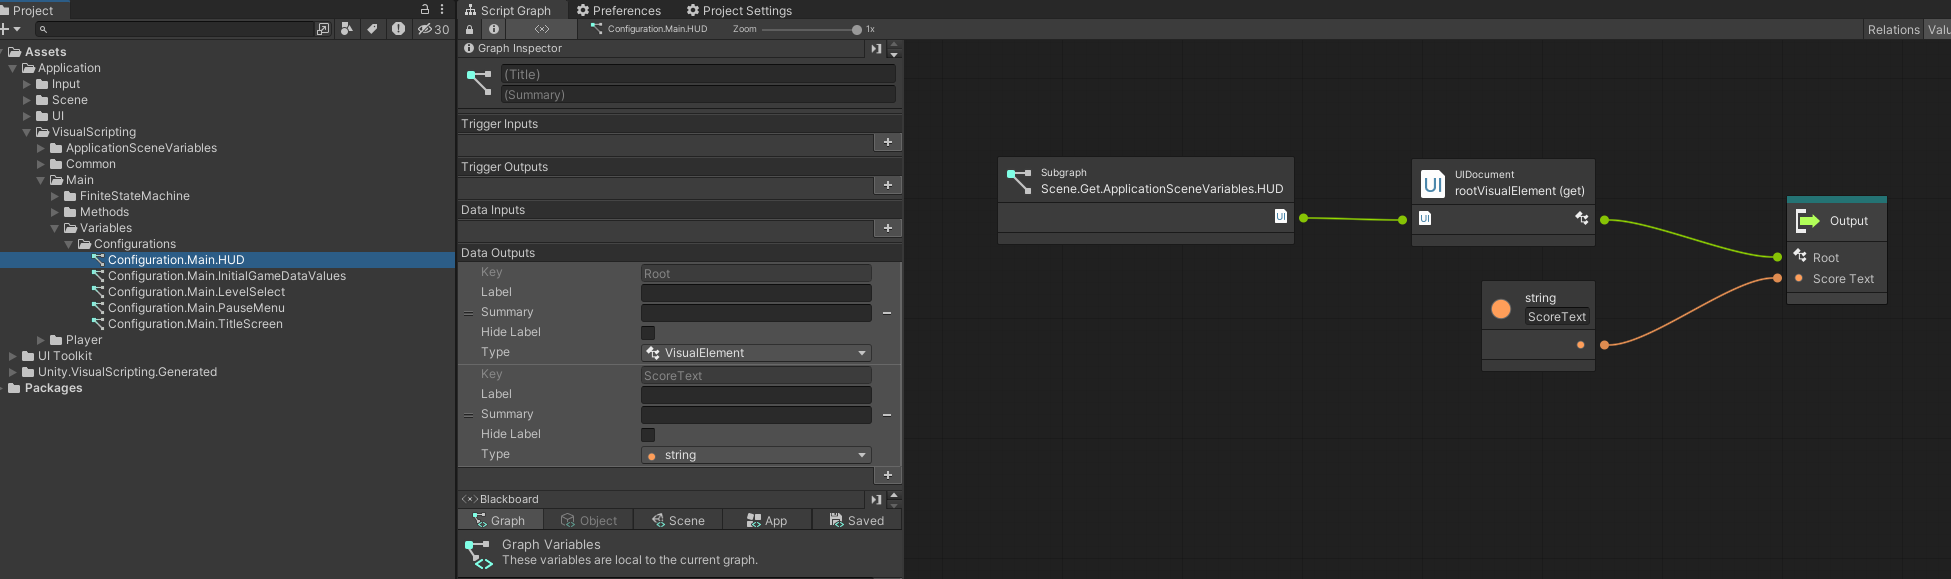 Project
30
Assets
Application
Input
Scene
UI
VisualScripting
ApplicationSceneVariables
Common
Main
FiniteStateMachine
Methods
Variables
Configurations
Configuration.Main.HUD
Configuration.Main.InitialGameDataValues
Configuration.Main.LevelSelect
Configuration.Main.PauseMenu
Configuration.Main.TitleScreen
Player
UI Toolkit
Unity.VisualScripting.Generated
Packages
Script Graph
Preferences
Project Settings
<x>
Configuration.Main.HUD
Zoom
1x
Relations
Valu
Graph Inspector
(Title)
(Summary)
Trigger Inputs
+
Trigger Outputs
+
Data Inputs
+
Data Outputs
Key Root
Label
Summary
Hide Label
Type VisualElement
Key ScoreText
Label
Summary
Hide Label
Type string
+
<x> Blackboard
Graph
Object
Scene
App
Saved
Graph Variables
These variables are local to the current graph.
Subgraph
Scene.Get.ApplicationSceneVariables.HUD
UI
UI
UIDocument
rootVisualElement (get)
UI
string
ScoreText
Output
Root
Score Text